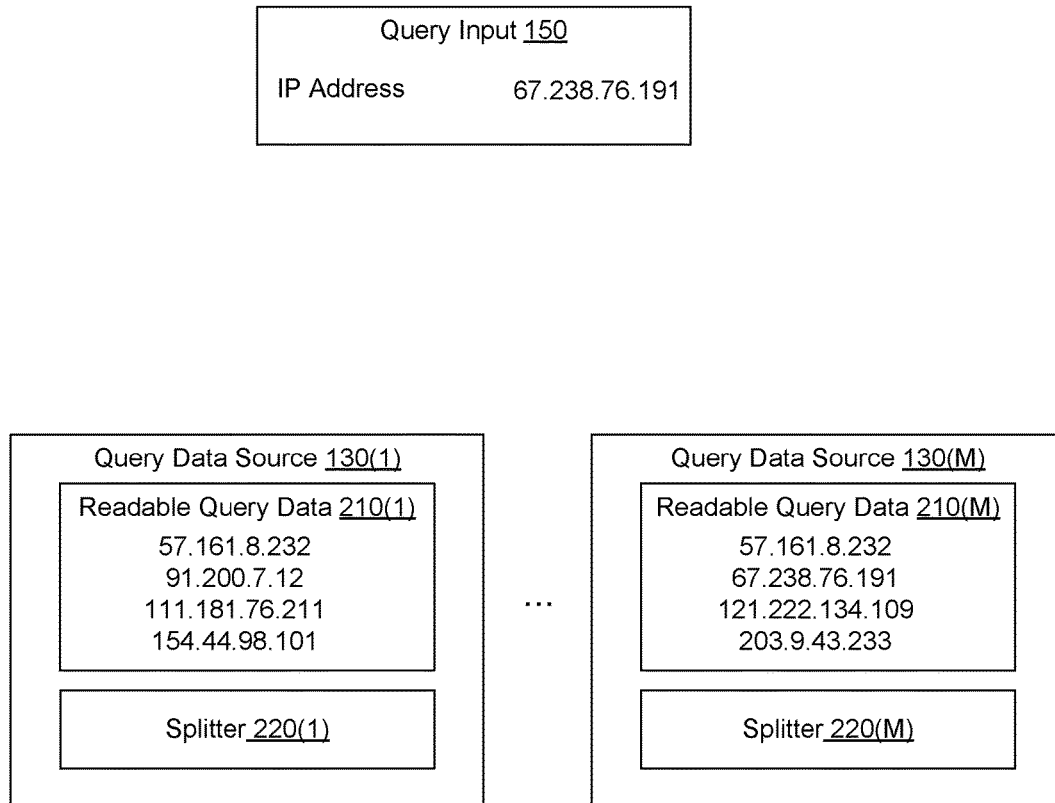 Query Input 150
IP Address 67.238.76.191
Query Data Source 130(1)
Readable Query Data 210(1)
57.161.8.232
91.200.7.12
111.181.76.211
154.44.98.101
Splitter 220(1)
...
Query Data Source 130(M)
Readable Query Data 210(M)
57.161.8.232
67.238.76.191
121.222.134.109
203.9.43.233
Splitter 220(M)